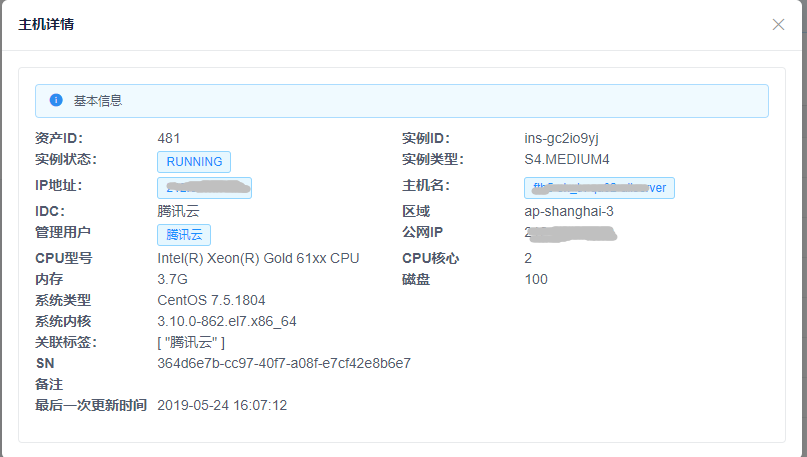 主机详情
基本信息
资产ID: 481 实例ID: ins-gc2io9yj
实例状态: RUNNING 实例类型: S4.MEDIUM4
IP地址: 主机名:
IDC: 腾讯云 区域 ap-shanghai-3
管理用户 腾讯云 公网IP
CPU型号 Intel(R) Xeon(R) Gold 61xx CPU CPU核心 2
内存 3.7G 磁盘 100
系统类型 CentOS 7.5.1804
系统内核 3.10.0-862.el7.x86_64
关联标签: [ "腾讯云" ]
SN 364d6e7b-cc97-40f7-a08f-e7cf42e8b6e7
备注
最后一次更新时间 2019-05-24 16:07:12